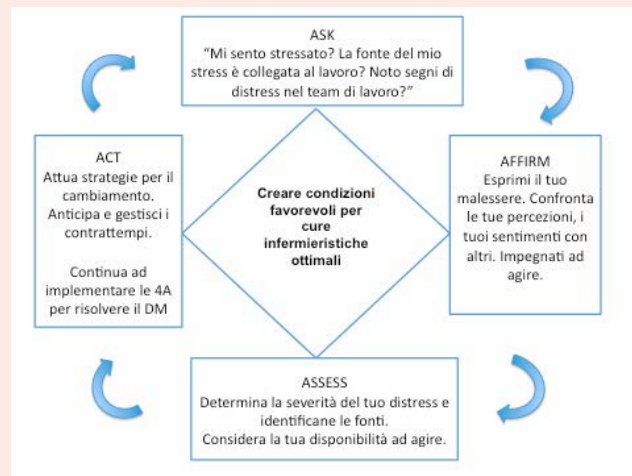 ASK
“Mi sento stressato? La fonte del mio
stress è collegata al lavoro? Noto segni di
distress nel team di lavoro?”
ACT
Attua strategie per il
cambiamento.
Anticipa e gestisci i
contrattempi.
Continua ad
implementare le 4A
per risolvere il DM
Creare condizioni
favorevoli per
cure
infermieristiche
ottimali
AFFIRM
Esprimi il tuo
malessere. Confronta
le tue percezioni, i
tuoi sentimenti con
altri. Impegnati ad
agire.
ASSESS
Determina la severità del tuo distress e
identificane le fonti.
Considera la tua disponibilità ad agire.